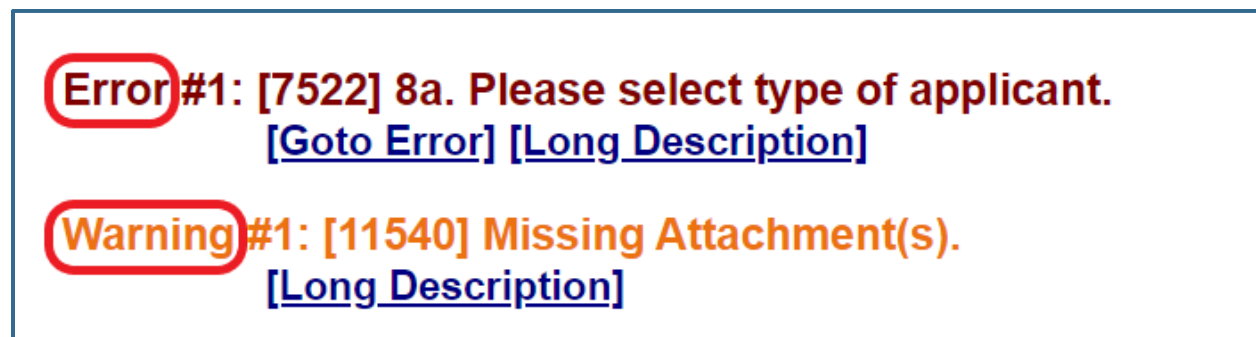 Error #1: [7522] 8a. Please select type of applicant.
[Goto Error] [Long Description]
Warning #1: [11540] Missing Attachment(s).
[Long Description]